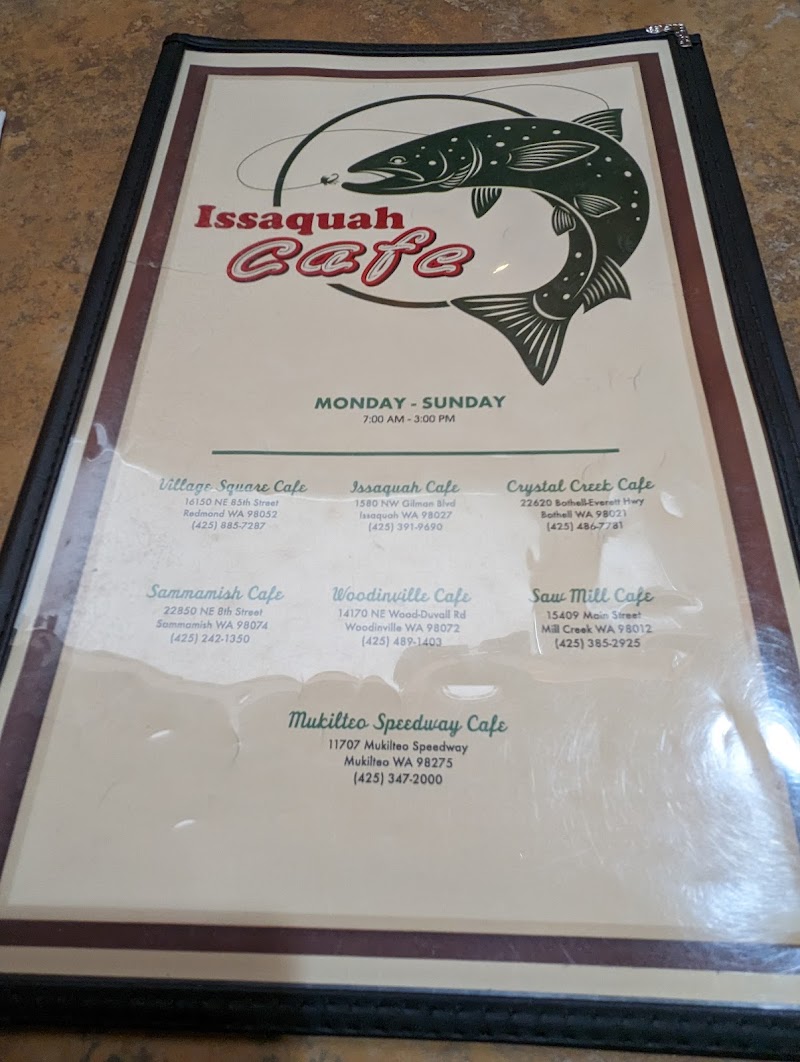 Issaquah
Cafe
MONDAY - SUNDAY
7:00 AM - 3:00 PM
Village Square Cafe
16150 NE 85th Street
Redmond WA 98052
(425) 885-7287
Issaquah Cafe
1580 NW Gilman Blvd
Issaquah WA 98027
(425) 391-9690
Crystal Creek Cafe
22620 Bothell-Everett Hwy
Bothell WA 98021
(425) 486-7781
Sammamish Cafe
22850 NE 8th Street
Sammamish WA 98074
(425) 242-1350
Woodinville Cafe
14170 NE Wood-Duvall Rd
Woodinville WA 98072
(425) 489-1403
Saw Mill Cafe
15409 Main Street
Mill Creek WA 98012
(425) 385-2925
Mukilteo Speedway Cafe
11707 Mukilteo Speedway
Mukilteo WA 98275
(425) 347-2000